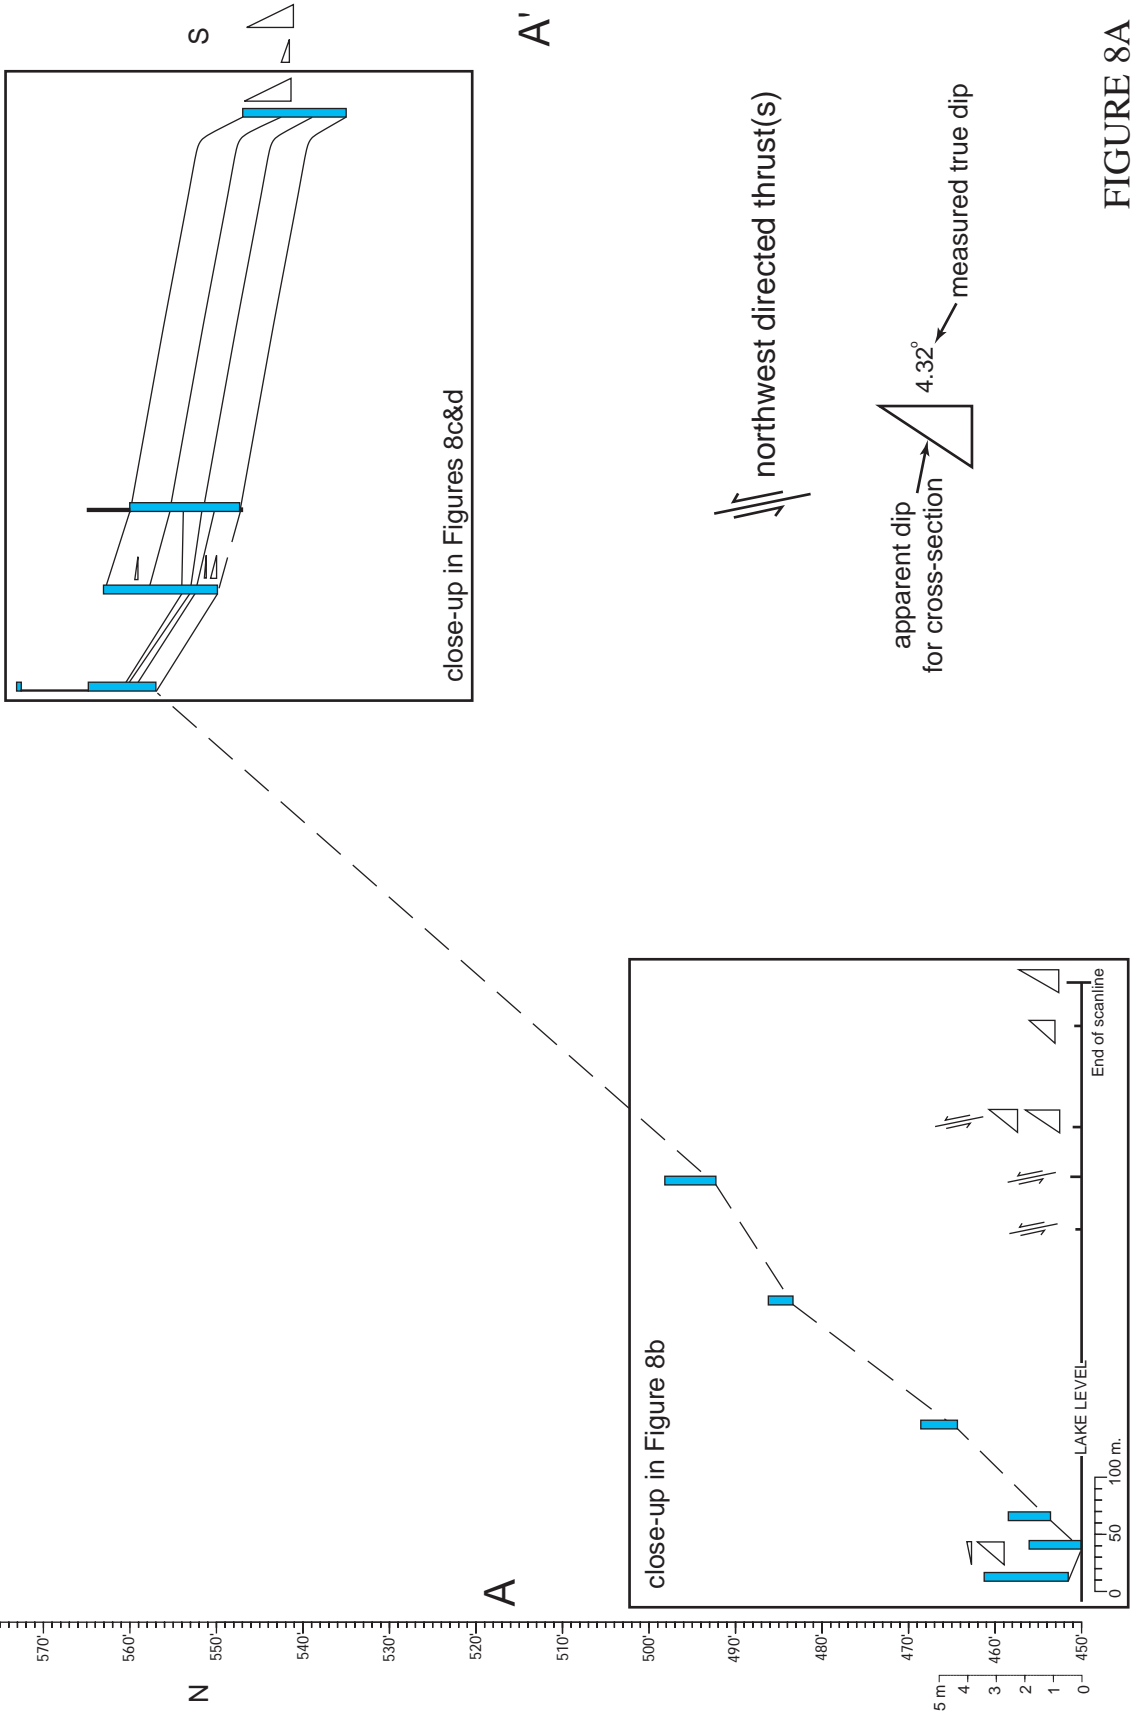 N
S
A
A'
570'
560'
550'
540'
530'
520'
510'
500'
490'
480'
470'
460'
450'
5 m
4
3
2
1
0
close-up in Figures 8c&d
close-up in Figure 8b
LAKE LEVEL
End of scanline
0
50
100 m.
northwest directed thrust(s)
apparent dip
for cross-section
4.32°
measured true dip
FIGURE 8A